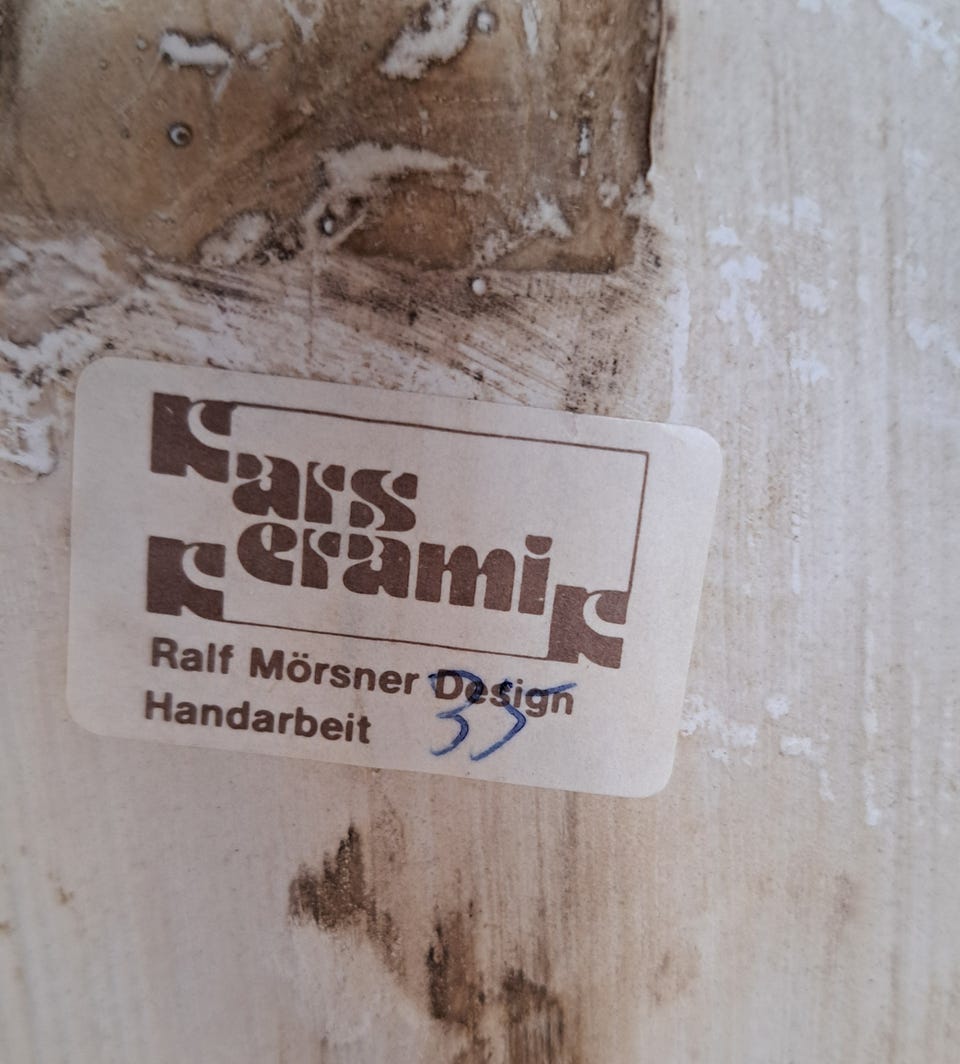 Kars
Keramik
Ralf Mörsner Design
Handarbeit
35